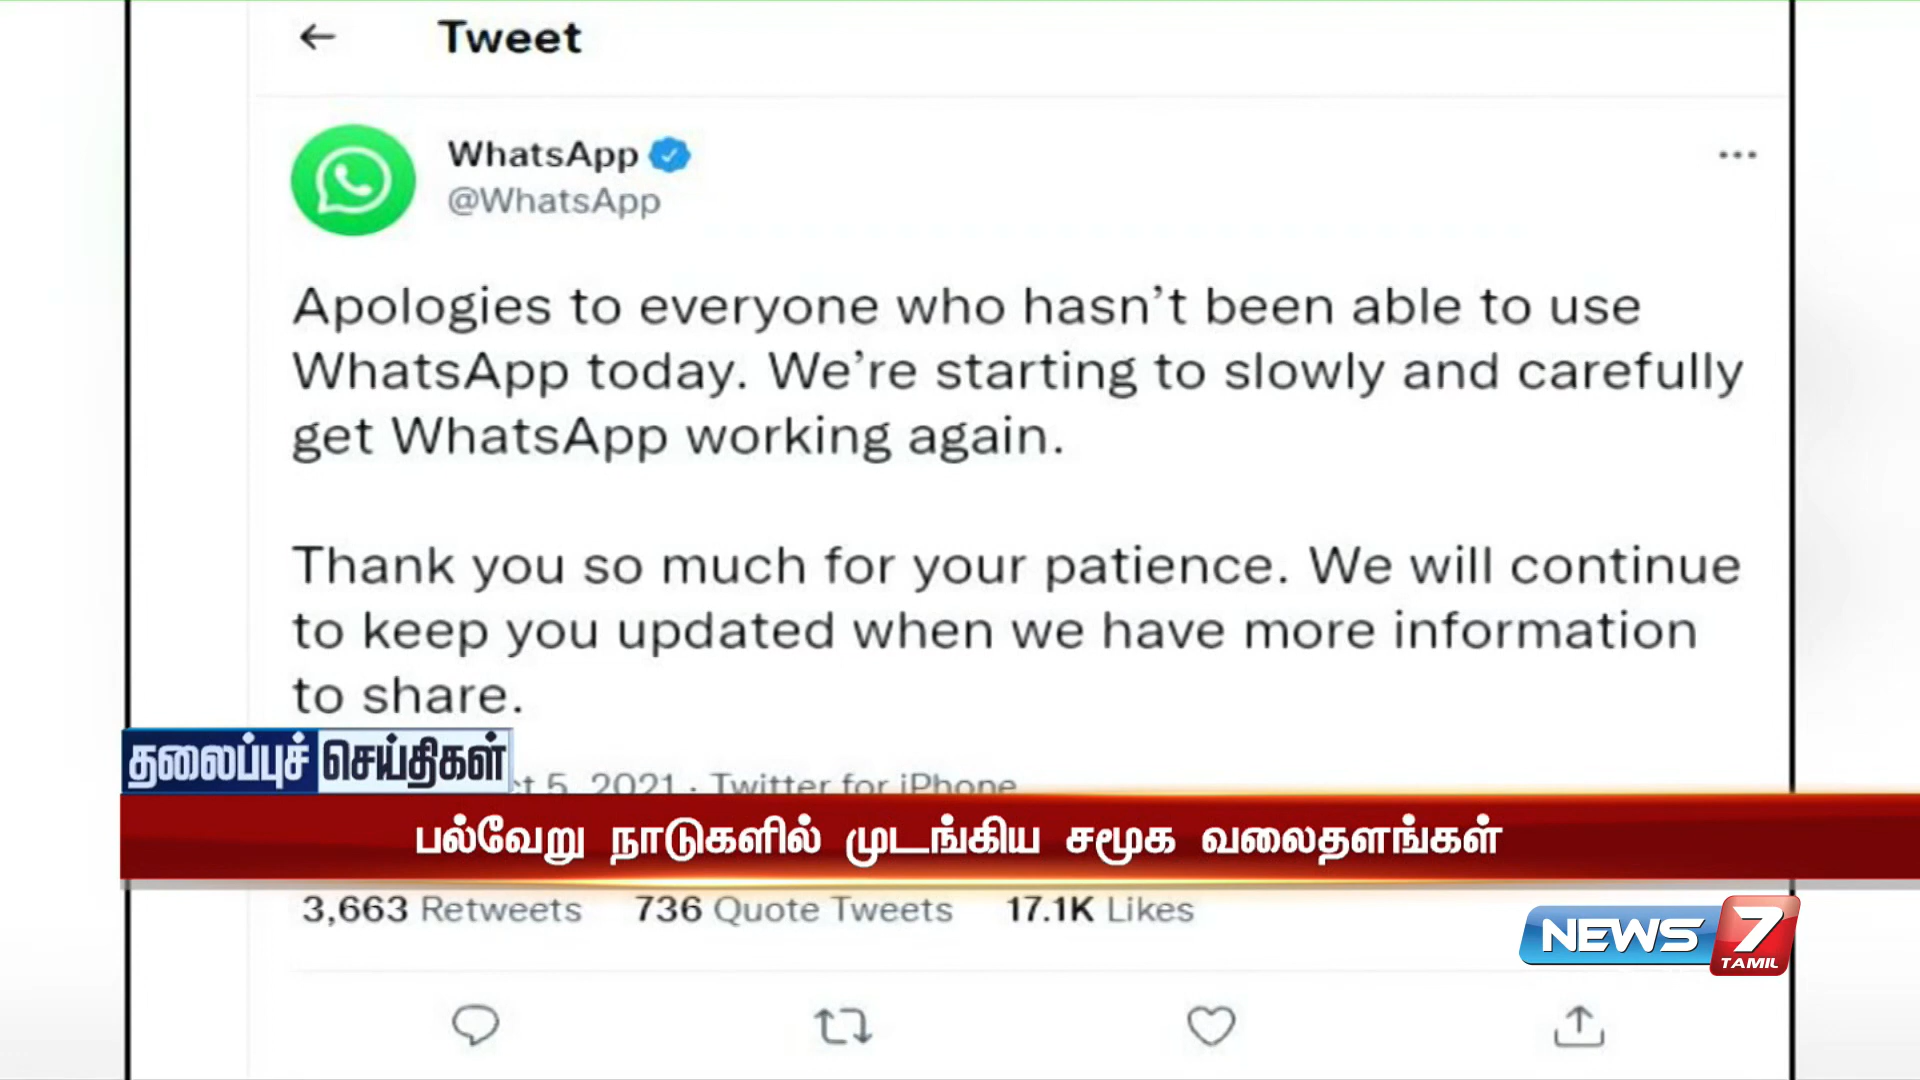 Tweet
WhatsApp
@WhatsApp
Apologies to everyone who hasn't been able to use
WhatsApp today. We're starting to slowly and carefully
get WhatsApp working again.
Thank you so much for your patience. We will continue
to keep you updated when we have more information
to share.
தலைப்புச் செய்திகள்
5, 2021 · Twitter for iPhone
பல்வேறு நாடுகளில் முடங்கிய சமூக வலைதளங்கள்
3,663 Retweets 736 Quote Tweets 17.1K Likes
NEWS 7
TAMIL